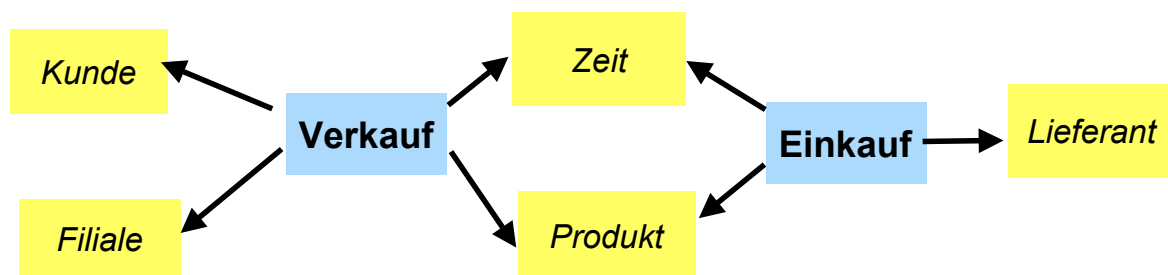 Kunde
Zeit
Verkauf
Einkauf
Lieferant
Filiale
Produkt